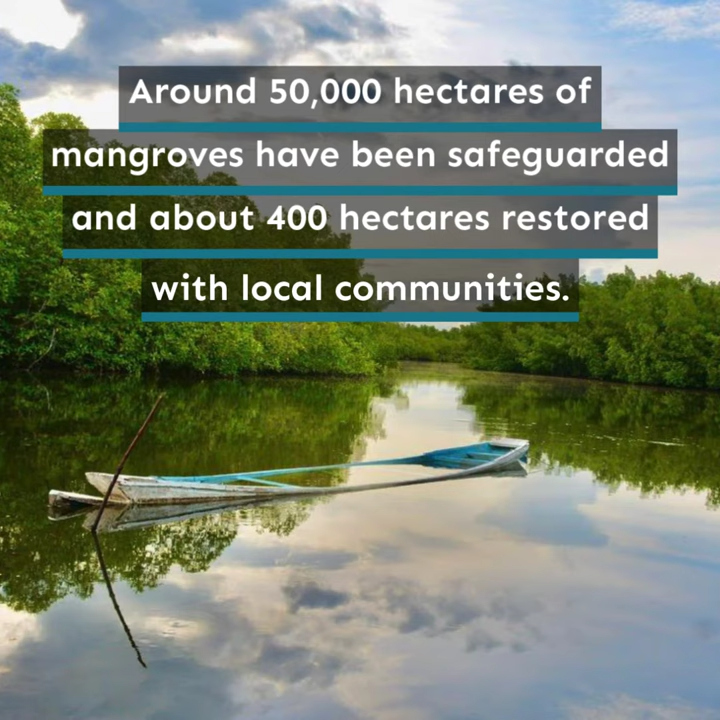 Around 50,000 hectares of
mangroves have been safeguarded
and about 400 hectares restored
with local communities.